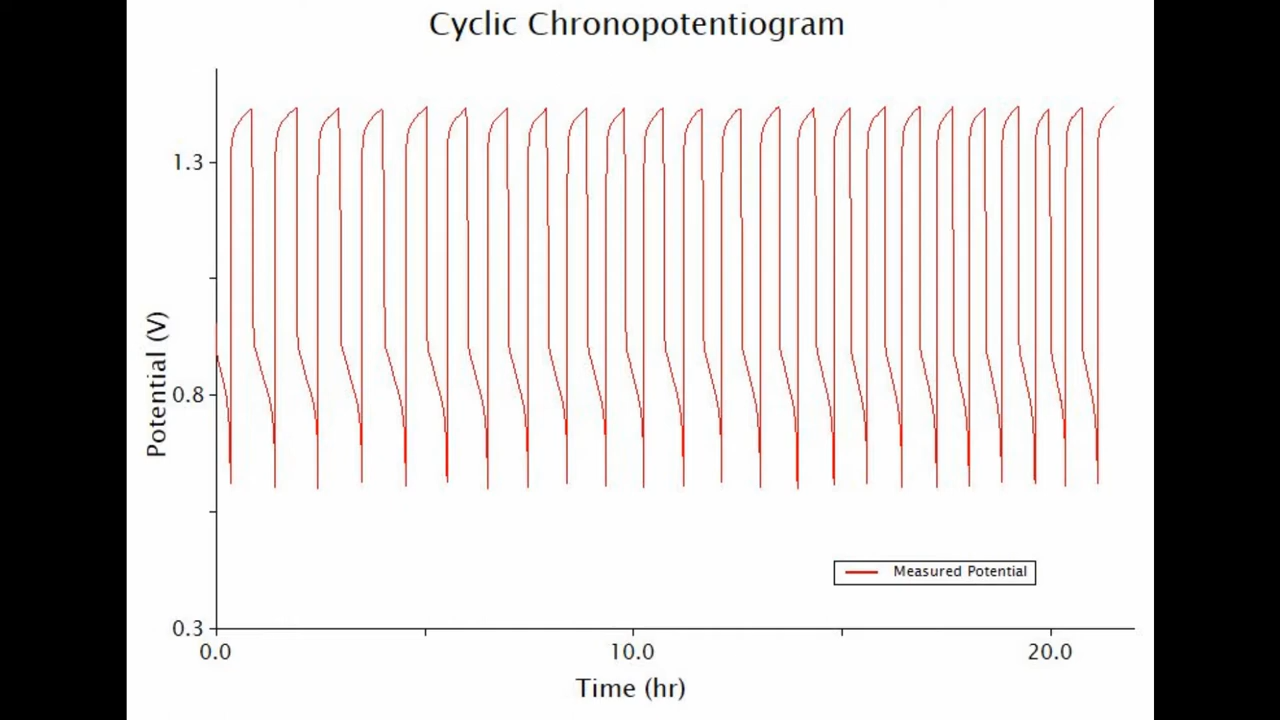 Cyclic Chronopotentiogram
1.3
Potential (V)
0.8
Measured Potential
0.3
0.0 10.0 20.0
Time (hr)